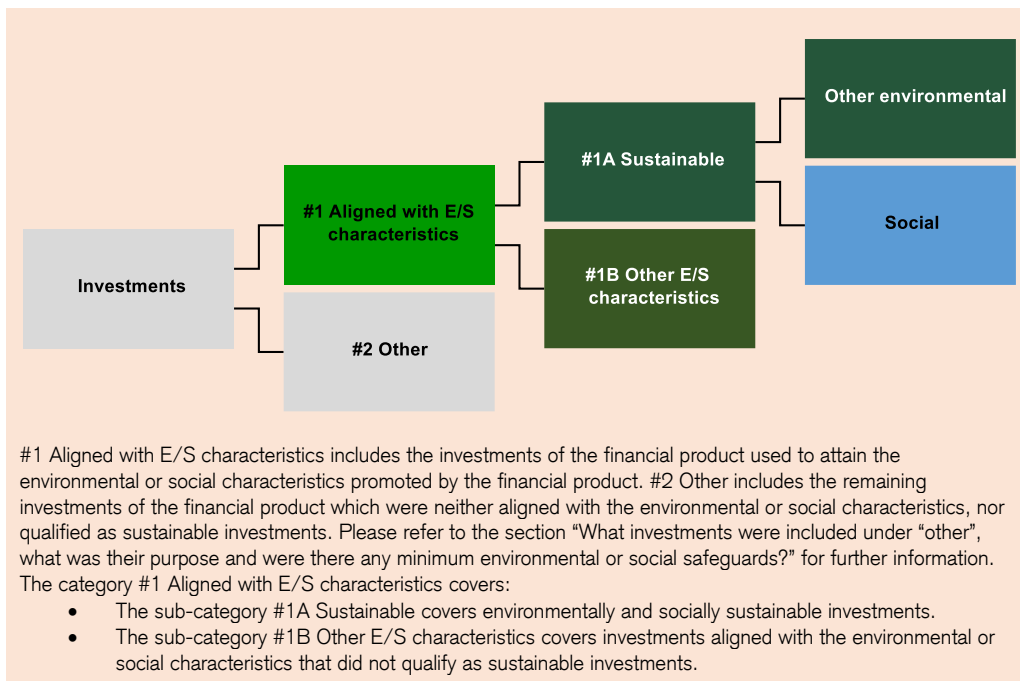 Other environmental
#1A Sustainable
#1 Aligned with E/S
characteristics
Social
Investments
#1B Other E/S
characteristics
#2 Other
#1 Aligned with E/S characteristics includes the investments of the financial product used to attain the
environmental or social characteristics promoted by the financial product. #2 Other includes the remaining
investments of the financial product which were neither aligned with the environmental or social characteristics, nor
qualified as sustainable investments. Please refer to the section “What investments were included under “other”,
what was their purpose and were there any minimum environmental or social safeguards?” for further information.
The category #1 Aligned with E/S characteristics covers:
• The sub-category #1A Sustainable covers environmentally and socially sustainable investments.
• The sub-category #1B Other E/S characteristics covers investments aligned with the environmental or
social characteristics that did not qualify as sustainable investments.